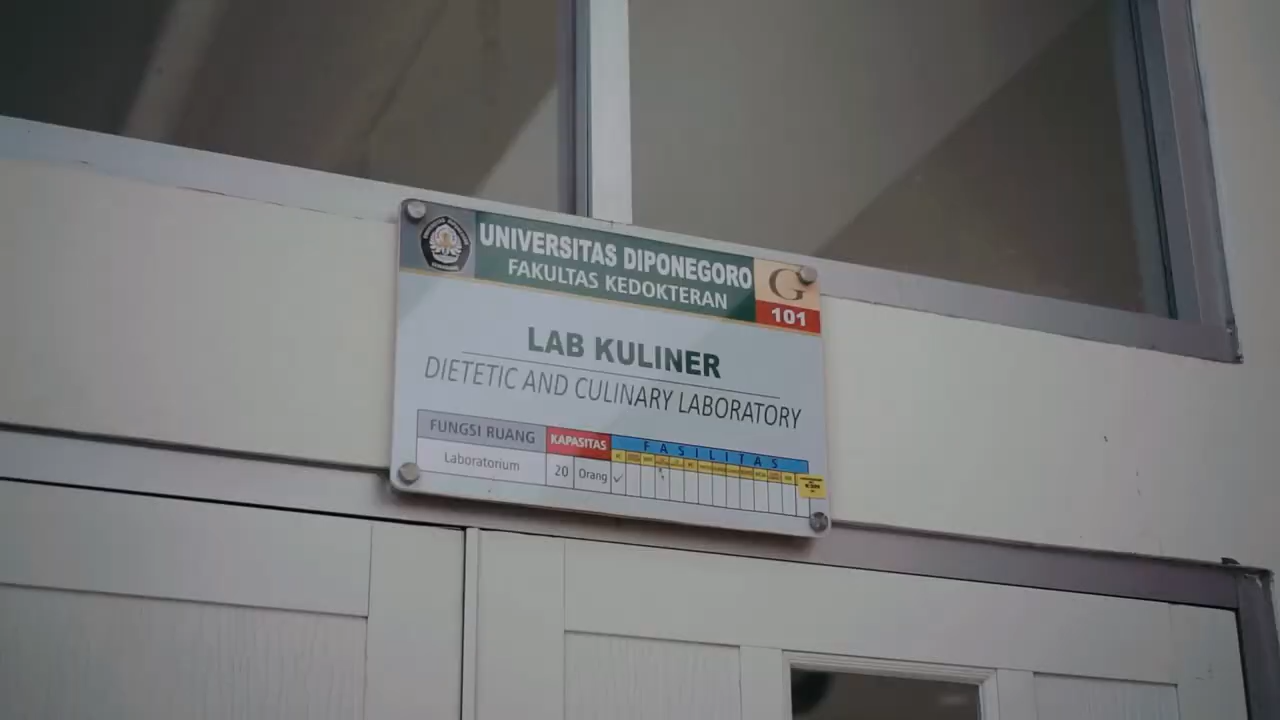 UNIVERSITAS DIPONEGORO
FAKULTAS KEDOKTERAN
G
101
LAB KULINER
DIETETIC AND CULINARY LABORATORY
FUNGSI RUANG KAPASITAS FASILITAS
Laboratorium 20 Orang ✓